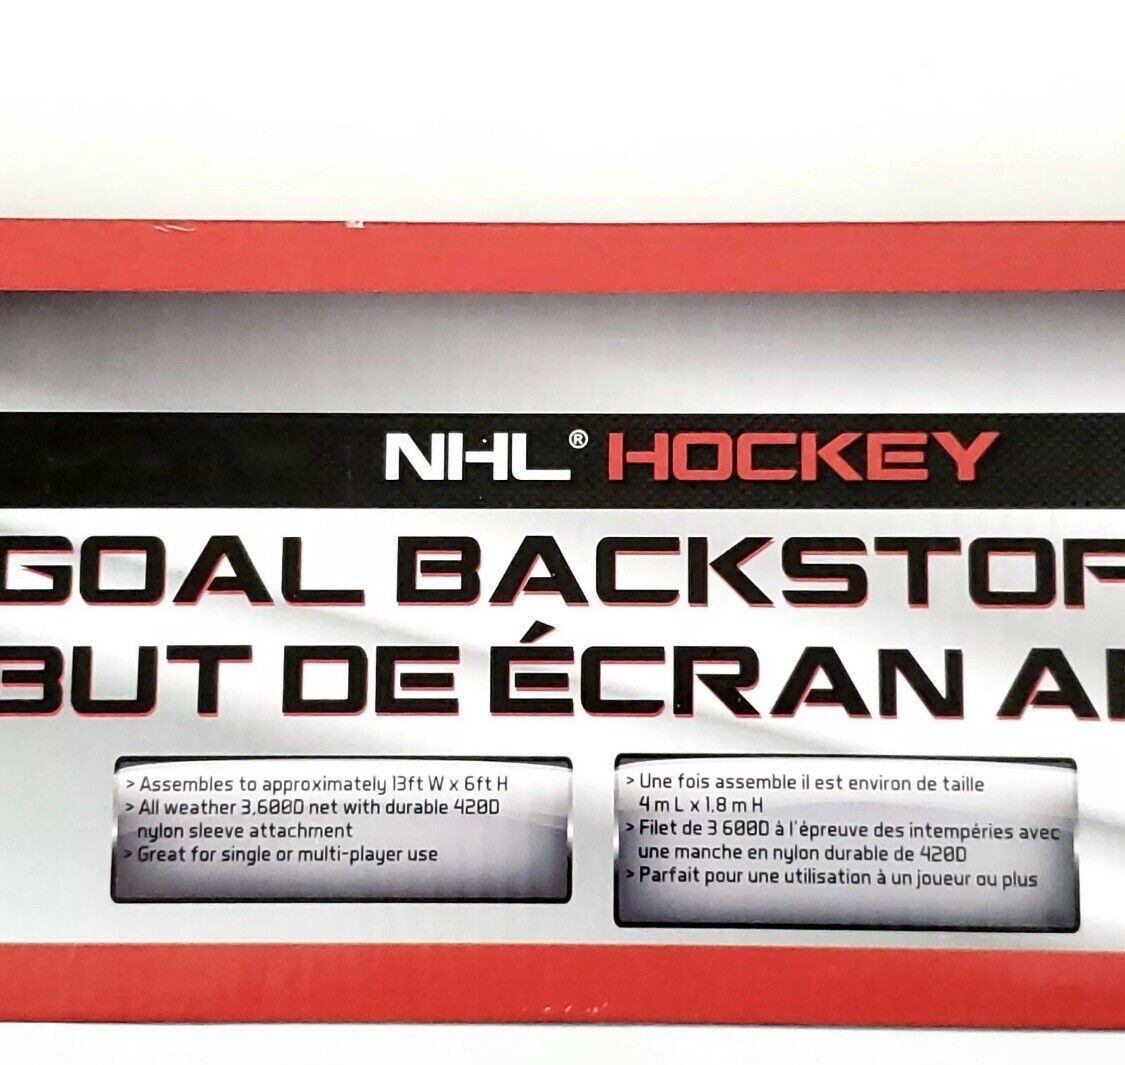 NHL® HOCKEY
GOAL BACKSTOP
BUT DE ÉCRAN
> Assembles to approximately 13ft W x 6ft H
> All weather 3,600D net with durable 420D
nylon sleeve attachment
> Great for single or multi-player use
> Une fois assemble il est environ de taille
4 m L x 1,8 m H
> Filet de 3 600D à l'épreuve des intempéries avec
une manche en nylon durable de 420D
> Parfait pour une utilisation à un joueur ou plus